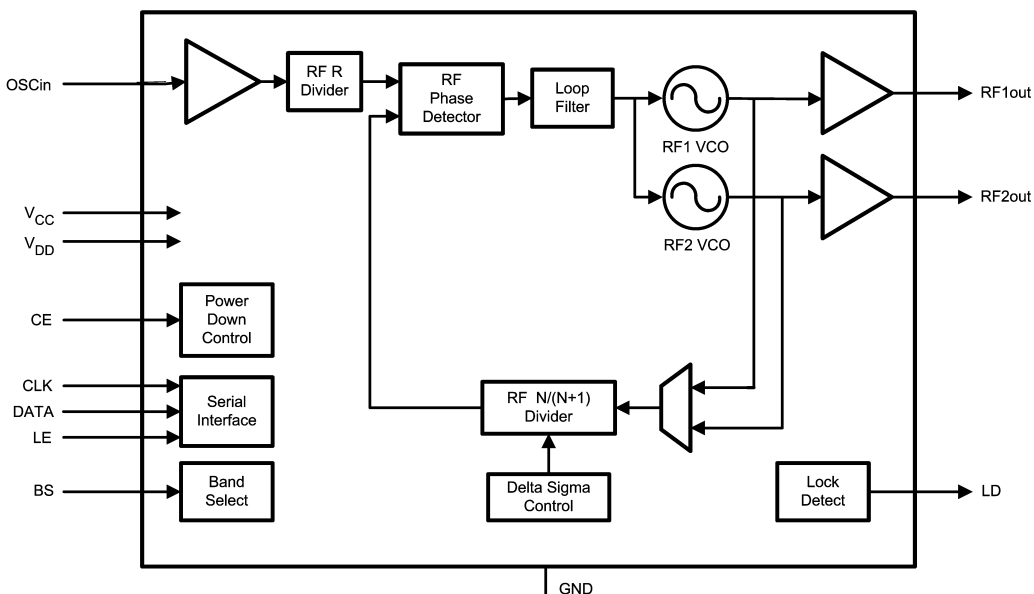 OSCin
RF R
Divider
RF
Phase
Detector
Loop
Filter
RF1 VCO
RF1out
RF2 VCO
RF2out
VCC
VDD
CE
Power
Down
Control
CLK
DATA
LE
Serial
Interface
BS
Band
Select
RF N/(N+1)
Divider
Delta Sigma
Control
Lock
Detect
LD
GND